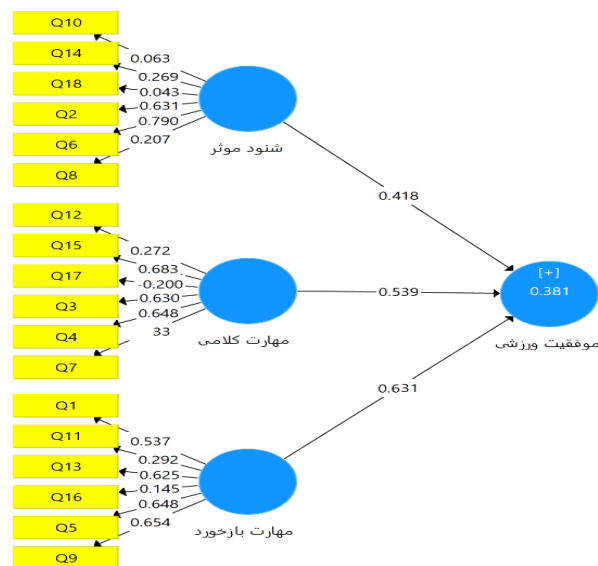 Q10
Q14
Q18
Q2
Q6
Q8
0.063
0.269
0.043
0.631
0.790
0.207
شنود موثر
0.418
Q12
Q15
Q17
Q3
Q4
Q7
0.272
0.683
-0.200
0.630
0.648
33
مهارت کلامی
0.539
[+]
0.381
موفقیت ورزشی
0.631
Q1
Q11
Q13
Q16
Q5
Q9
0.537
0.292
0.625
0.145
0.648
0.654
مهارت بازخورد